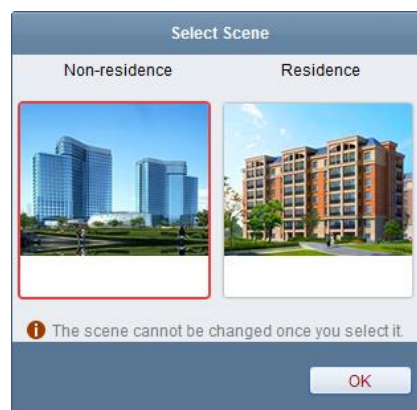 Select Scene
Non-residence Residence
The scene cannot be changed once you select it.
OK